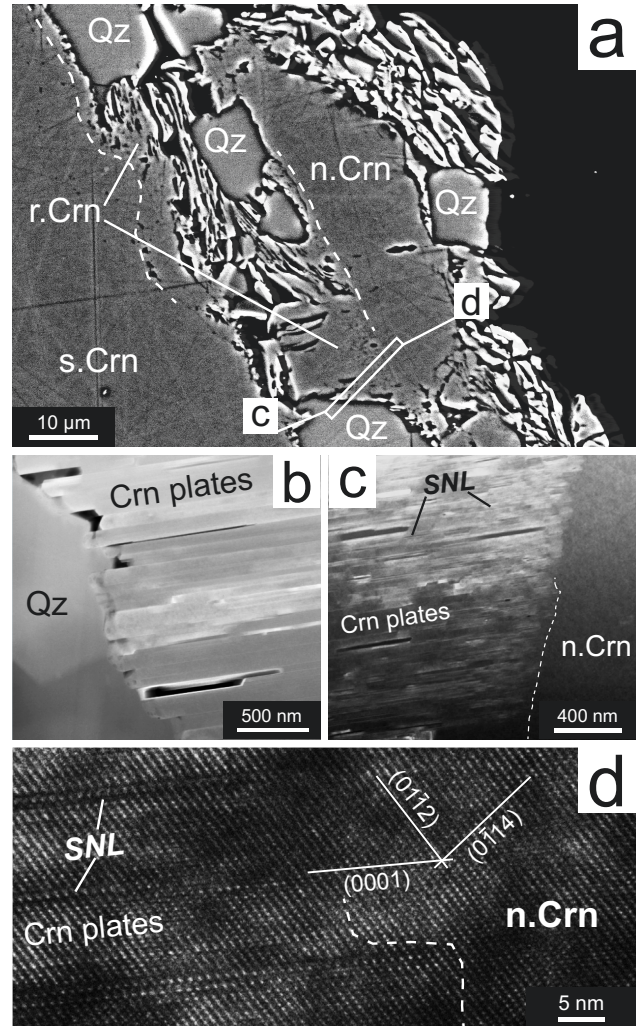 a
Qz
Qz
n.Crn
Qz
r.Crn
d
s.Crn
c
Qz
10 µm
b
Crn plates
Qz
500 nm
c
SNL
Crn plates
n.Crn
400 nm
d
(01̄12)
(01̄14)
SNL
(0001)
n.Crn
Crn plates
5 nm